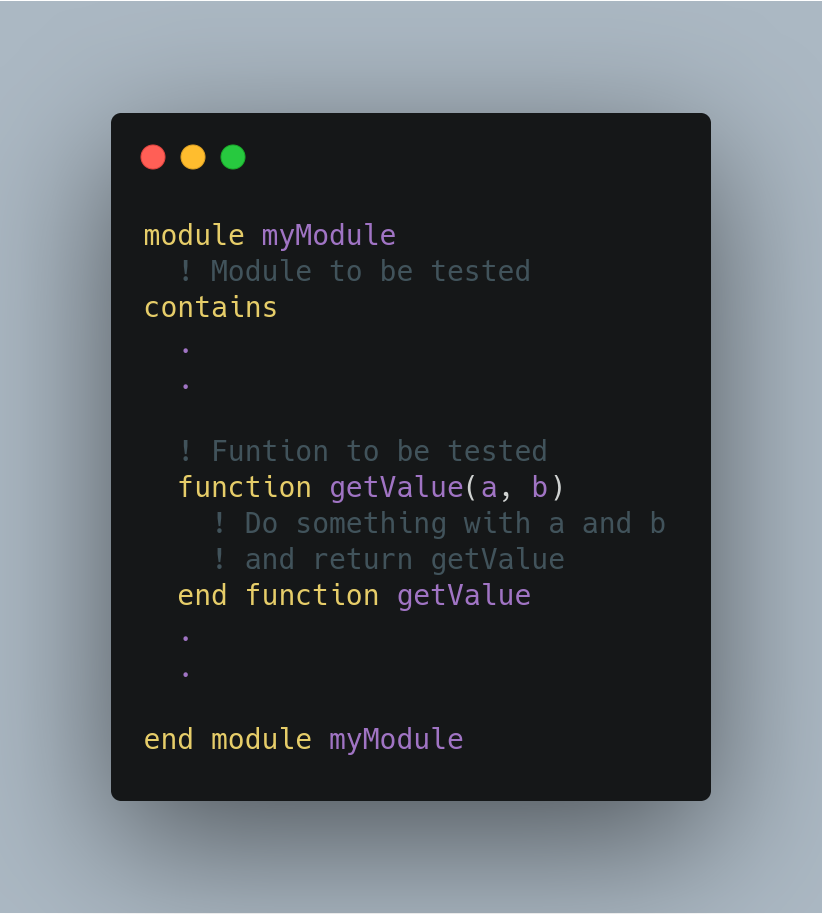 module myModule
! Module to be tested
contains
.
.
! Funtion to be tested
function getValue(a, b)
! Do something with a and b
! and return getValue
end function getValue
.
.
end module myModule